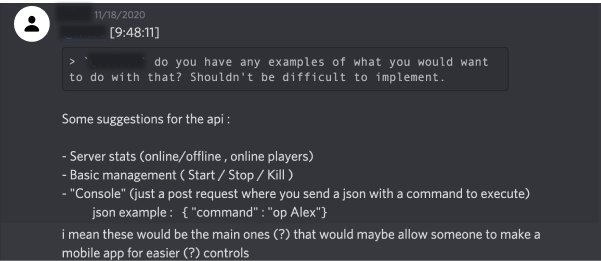 11/18/2020
[9:48:11]
> ` ` do you have any examples of what you would want
to do with that? Shouldn't be difficult to implement.
Some suggestions for the api :
- Server stats (online/offline , online players)
- Basic management ( Start / Stop / Kill )
- "Console" (just a post request where you send a json with a command to execute)
json example : { "command" : "op Alex"}
i mean these would be the main ones (?) that would maybe allow someone to make a
mobile app for easier (?) controls